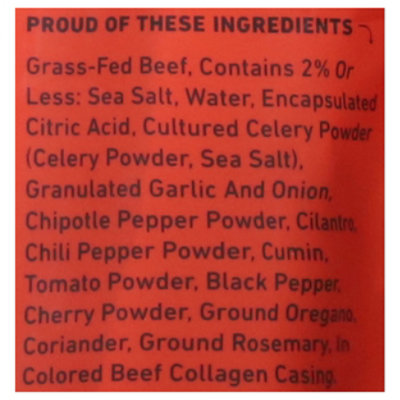 PROUD OF THESE INGREDIENTS
Grass-Fed Beef, Contains 2% Or
Less: Sea Salt, Water, Encapsulated
Citric Acid, Cultured Celery Powder
(Celery Powder, Sea Salt),
Granulated Garlic And Onion,
Chipotle Pepper Powder, Cilantro,
Chili Pepper Powder, Cumin,
Tomato Powder, Black Pepper,
Cherry Powder, Ground Oregano,
Coriander, Ground Rosemary, In
Colored Beef Collagen Casing.